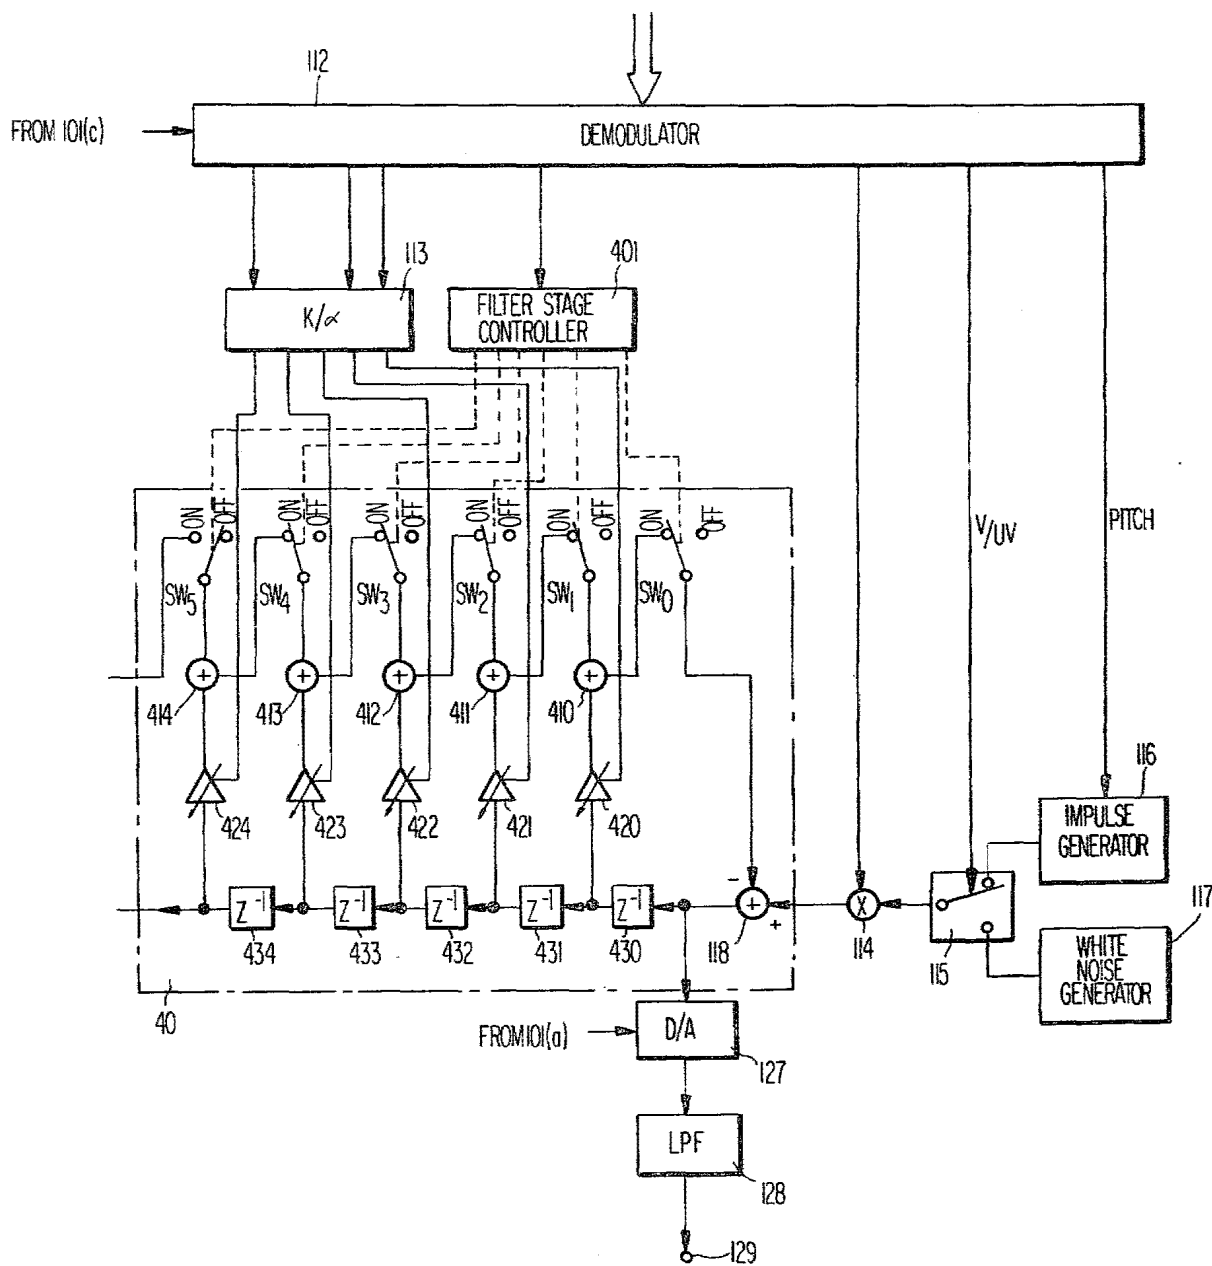 112
FROM 101(c)
DEMODULATOR
113
401
K/α
FILTER STAGE
CONTROLLER
ON
OFF
ON
OFF
ON
OFF
ON
OFF
ON
OFF
ON
OFF
V/UV
PITCH
SW5
SW4
SW3
SW2
SW1
SW0
+
+
+
+
+
414
413
412
411
410
424
423
422
421
420
116
IMPULSE
GENERATOR
-
Z-1
Z-1
Z-1
Z-1
Z-1
+
+
X
434
433
432
431
430
118
114
115
117
WHITE
NOISE
GENERATOR
40
FROM 101(a)
D/A
127
LPF
128
129